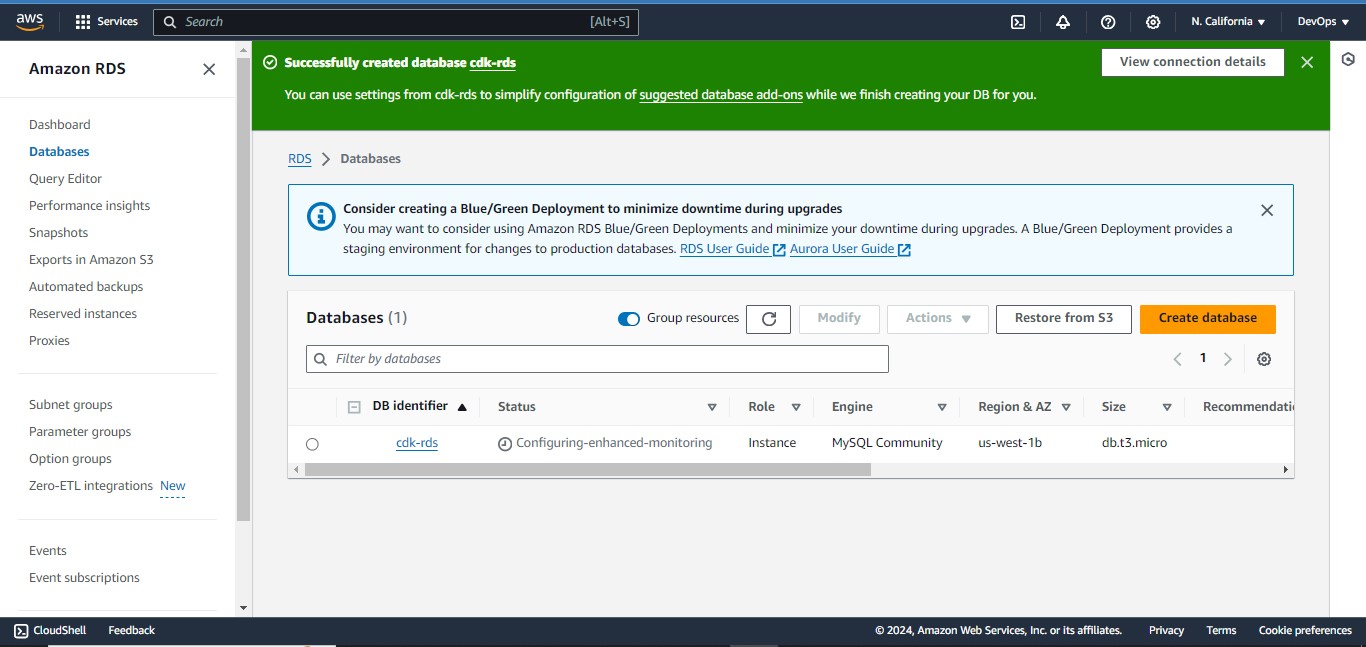 aws Services Search [Alt+S] N. California DevOps
Amazon RDS
Dashboard
Databases
Query Editor
Performance insights
Snapshots
Exports in Amazon S3
Automated backups
Reserved instances
Proxies
Subnet groups
Parameter groups
Option groups
Zero-ETL integrations New
Events
Event subscriptions
Successfully created database cdk-rds View connection details
You can use settings from cdk-rds to simplify configuration of suggested database add-ons while we finish creating your DB for you.
RDS Databases
Consider creating a Blue/Green Deployment to minimize downtime during upgrades
You may want to consider using Amazon RDS Blue/Green Deployments and minimize your downtime during upgrades. A Blue/Green Deployment provides a
staging environment for changes to production databases. RDS User Guide Aurora User Guide
Databases (1) Group resources Modify Actions Restore from S3 Create database
Filter by databases 1
DB identifier Status Role Engine Region & AZ Size Recommendati
cdk-rds Configuring-enhanced-monitoring Instance MySQL Community us-west-1b db.t3.micro
CloudShell Feedback © 2024, Amazon Web Services, Inc. or its affiliates. Privacy Terms Cookie preferences